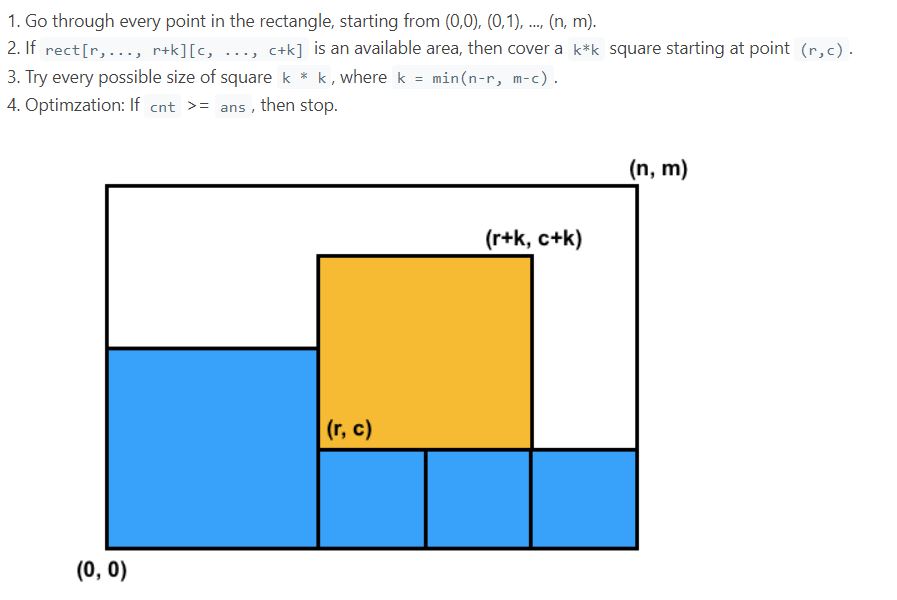 1. Go through every point in the rectangle, starting from (0,0), (0,1), ..., (n, m).
2. If rect[r,..., r+k][c, ..., c+k] is an available area, then cover a k*k square starting at point (r,c) .
3. Try every possible size of square k * k , where k = min(n-r, m-c) .
4. Optimzation: If cnt >= ans , then stop.
(n, m)
(r+k, c+k)
(r, c)
(0, 0)